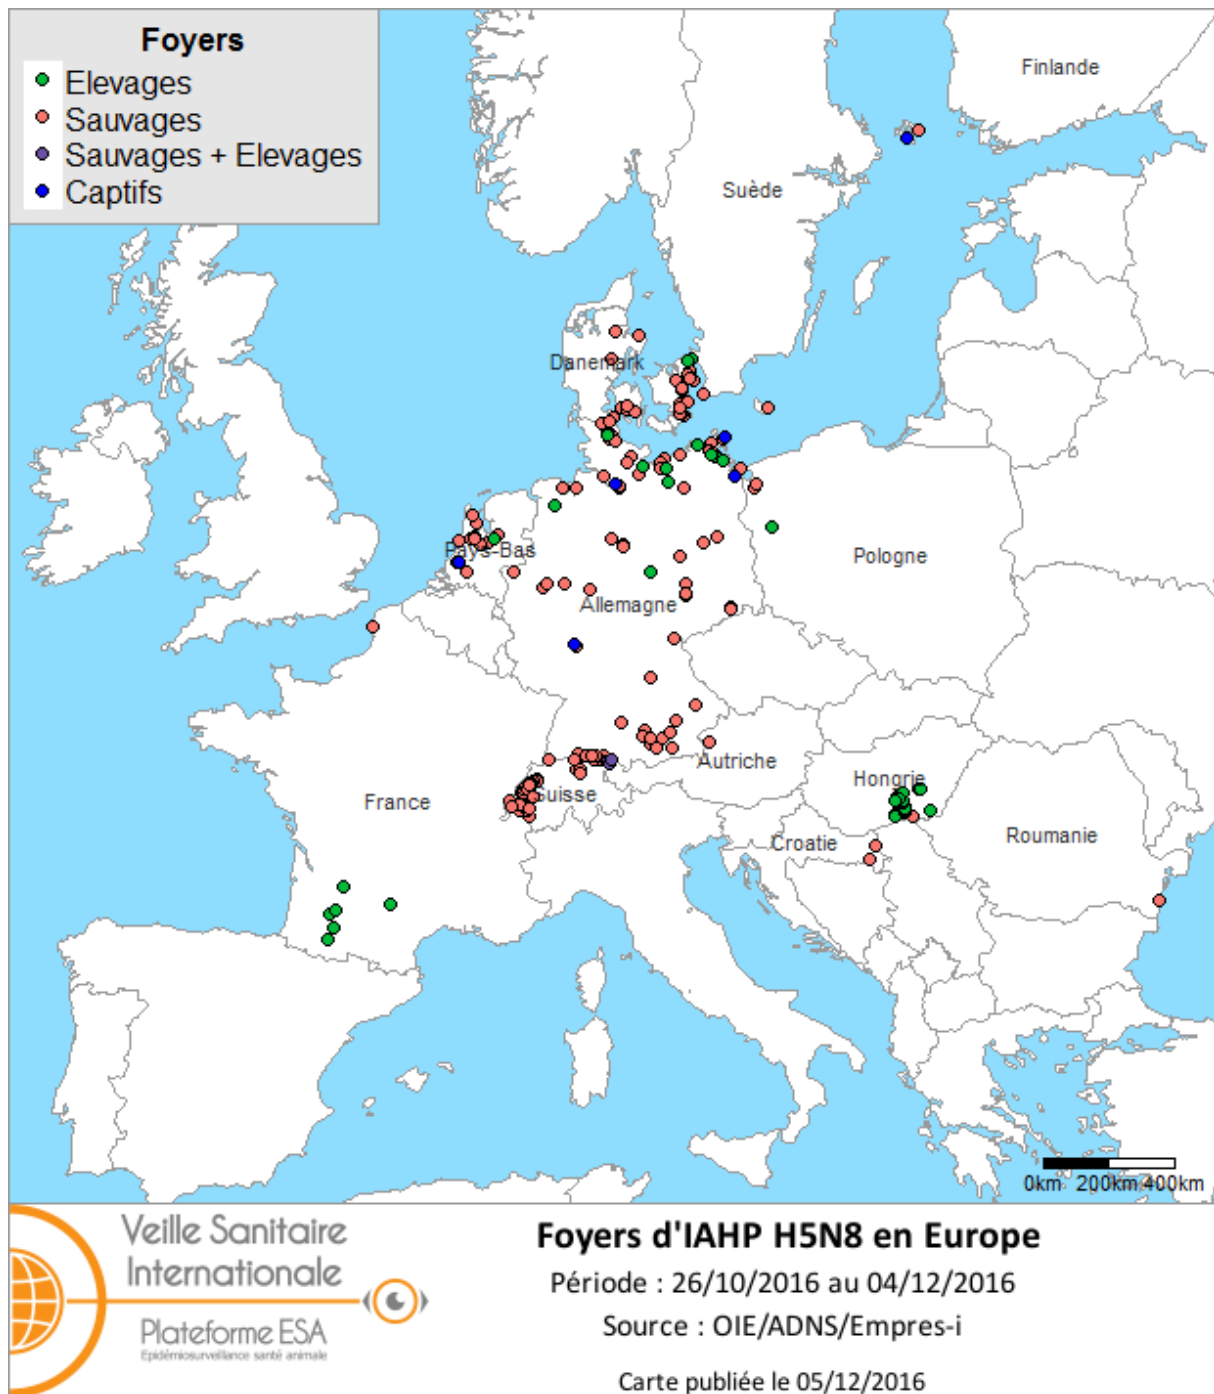 Foyers
Elevages
Sauvages
Sauvages + Elevages
Captifs
Finlande
Suède
Danemark
Pays-Bas
Pologne
Allemagne
Autriche
Hongrie
France
Suisse
Croatie
Roumanie
0km 200km 400km
Veille Sanitaire
Internationale
Plateforme ESA
Epidémiosurveillance santé animale
Foyers d'IAHP H5N8 en Europe
Période : 26/10/2016 au 04/12/2016
Source : OIE/ADNS/Empres-i
Carte publiée le 05/12/2016